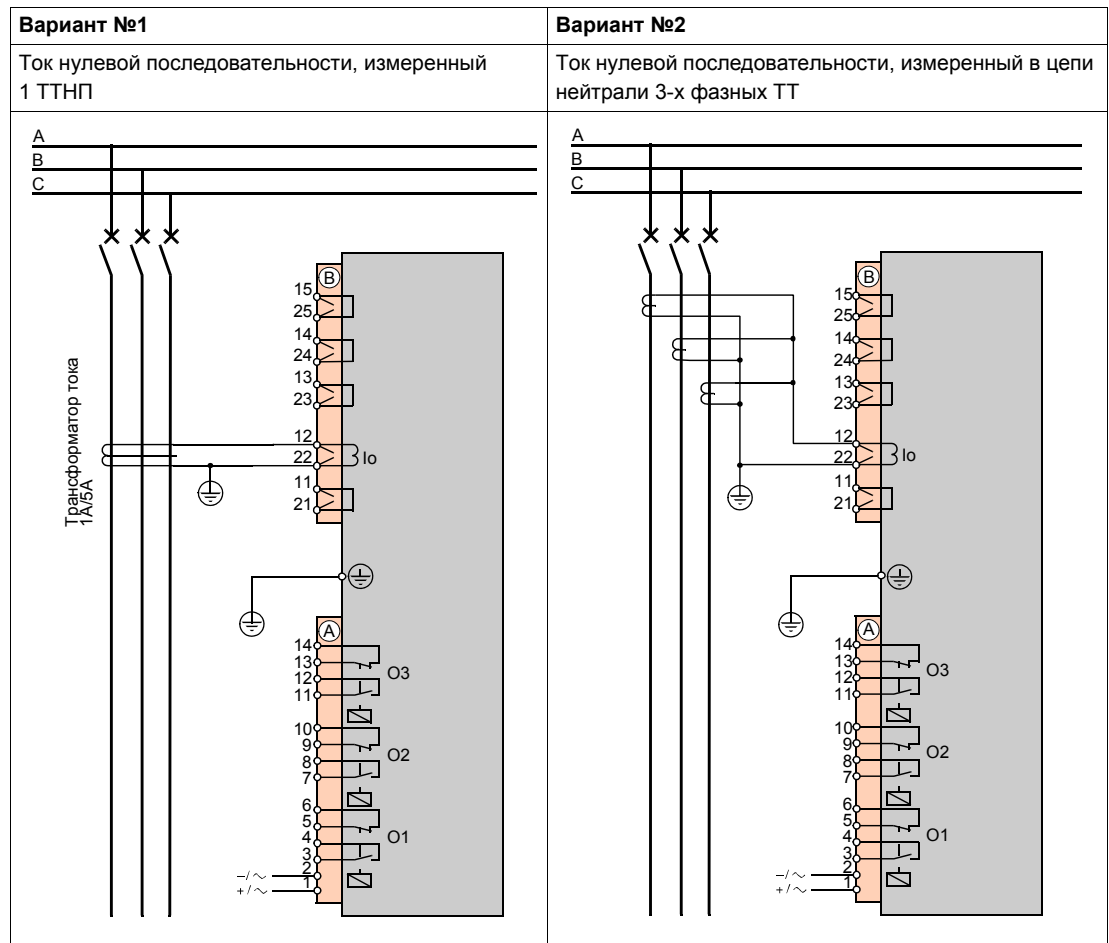 Вариант №1
Ток нулевой последовательности, измеренный
1 ТТНП
A
B
C
B
15
25
14
24
13
23
12
22
Io
11
21
Трансформатор тока
1А/5А
A
14
13
O3
12
11
10
9
O2
8
7
6
5
O1
4
3
2
–/~
1
+/~
Вариант №2
Ток нулевой последовательности, измеренный в цепи
нейтрали 3-х фазных ТТ
A
B
C
B
15
25
14
24
13
23
12
22
Io
11
21
A
14
13
O3
12
11
10
9
O2
8
7
6
5
O1
4
3
2
–/~
1
+/~